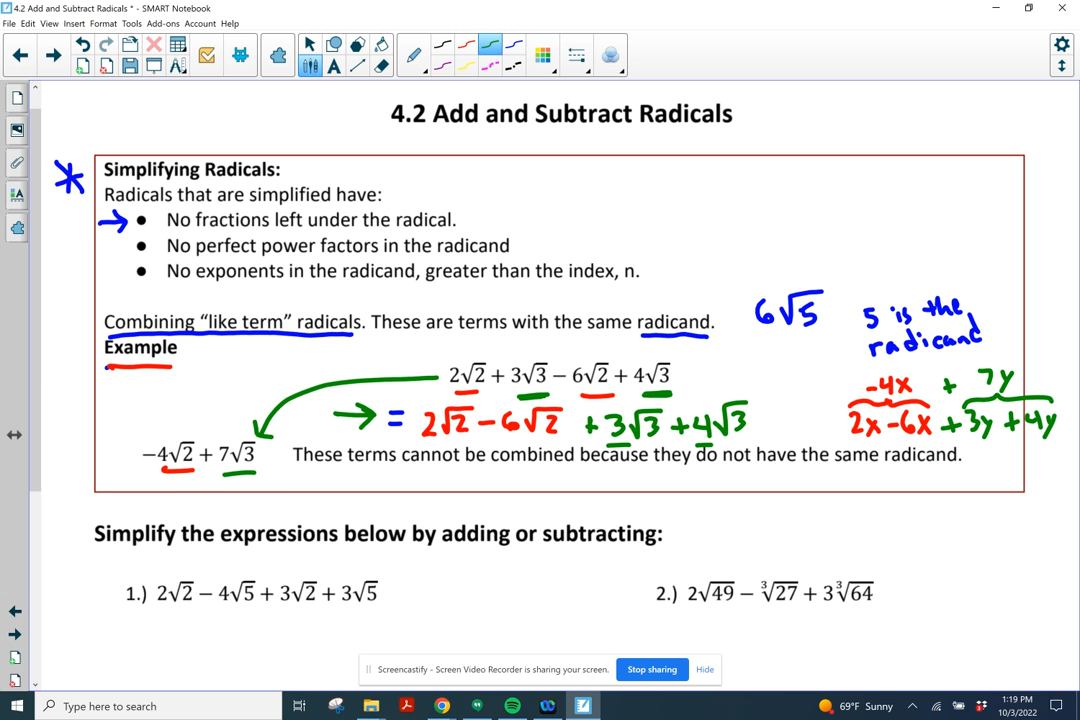 4.2 Add and Subtract Radicals * - SMART Notebook
File Edit View Insert Format Tools Add-ons Account Help
4.2 Add and Subtract Radicals
Simplifying Radicals:
Radicals that are simplified have:
→ • No fractions left under the radical.
• No perfect power factors in the radicand
• No exponents in the radicand, greater than the index, n.
6√5
5 is the
radicand
Combining “like term” radicals. These are terms with the same radicand.
Example
2√2 + 3√3 − 6√2 + 4√3
-4x + 7y
→ = 2√2 - 6√2 + 3√3 + 4√3
2x - 6x + 3y + 4y
−4√2 + 7√3 These terms cannot be combined because they do not have the same radicand.
Simplify the expressions below by adding or subtracting:
1.) 2√2 − 4√5 + 3√2 + 3√5
2.) 2√49 − ∛27 + 3∛64
Screencastify - Screen Video Recorder is sharing your screen. Stop sharing Hide
Type here to search
69°F Sunny
1:19 PM
10/3/2022